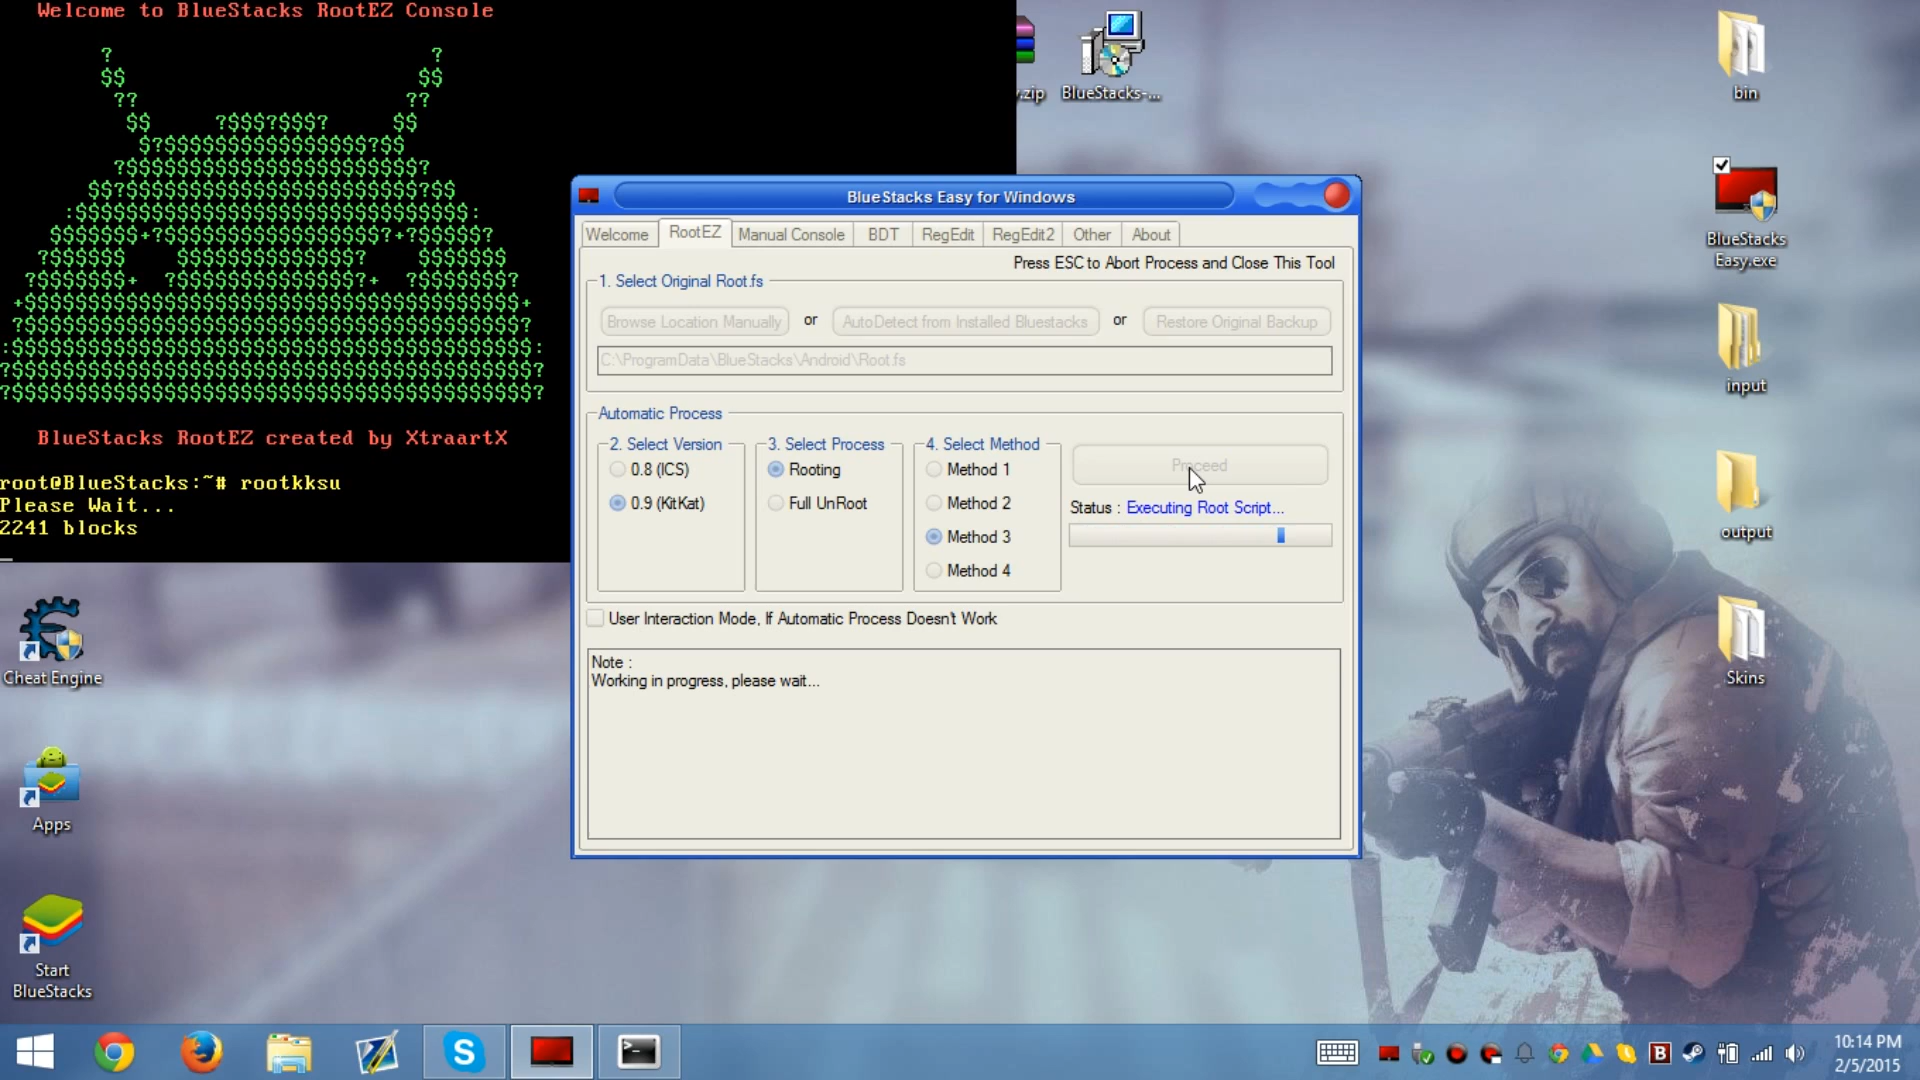 Welcome to BlueStacks RootEZ Console
? ?
$$ $$
?? ??
$$ ?$$$?$$$? $$
BlueStacks RootEZ created by XtraartX
root@BlueStacks:~# rootkksu
Please Wait...
2241 blocks
.zip
BlueStacks-...
bin
BlueStacks
Easy.exe
input
output
Skins
BlueStacks Easy for Windows
Welcome RootEZ Manual Console BDT RegEdit RegEdit2 Other About
Press ESC to Abort Process and Close This Tool
1. Select Original Root.fs
Browse Location Manually or AutoDetect from Installed Bluestacks or Restore Original Backup
C:\ProgramData\BlueStacks\Android\Root.fs
Automatic Process
2. Select Version
0.8 (ICS)
0.9 (KitKat)
3. Select Process
Rooting
Full UnRoot
4. Select Method
Method 1
Method 2
Method 3
Method 4
Proceed
Status : Executing Root Script...
User Interaction Mode, If Automatic Process Doesn't Work
Note :
Working in progress, please wait...
Cheat Engine
Apps
Start
BlueStacks
10:14 PM
2/5/2015